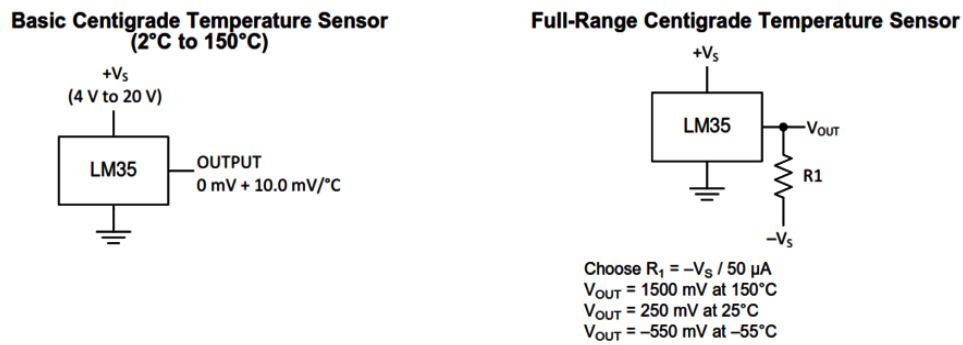 Basic Centigrade Temperature Sensor
(2°C to 150°C)
+VS
(4 V to 20 V)
LM35
OUTPUT
0 mV + 10.0 mV/°C
Full-Range Centigrade Temperature Sensor
+VS
LM35
VOUT
R1
–VS
Choose R1 = –VS / 50 µA
VOUT = 1500 mV at 150°C
VOUT = 250 mV at 25°C
VOUT = –550 mV at –55°C